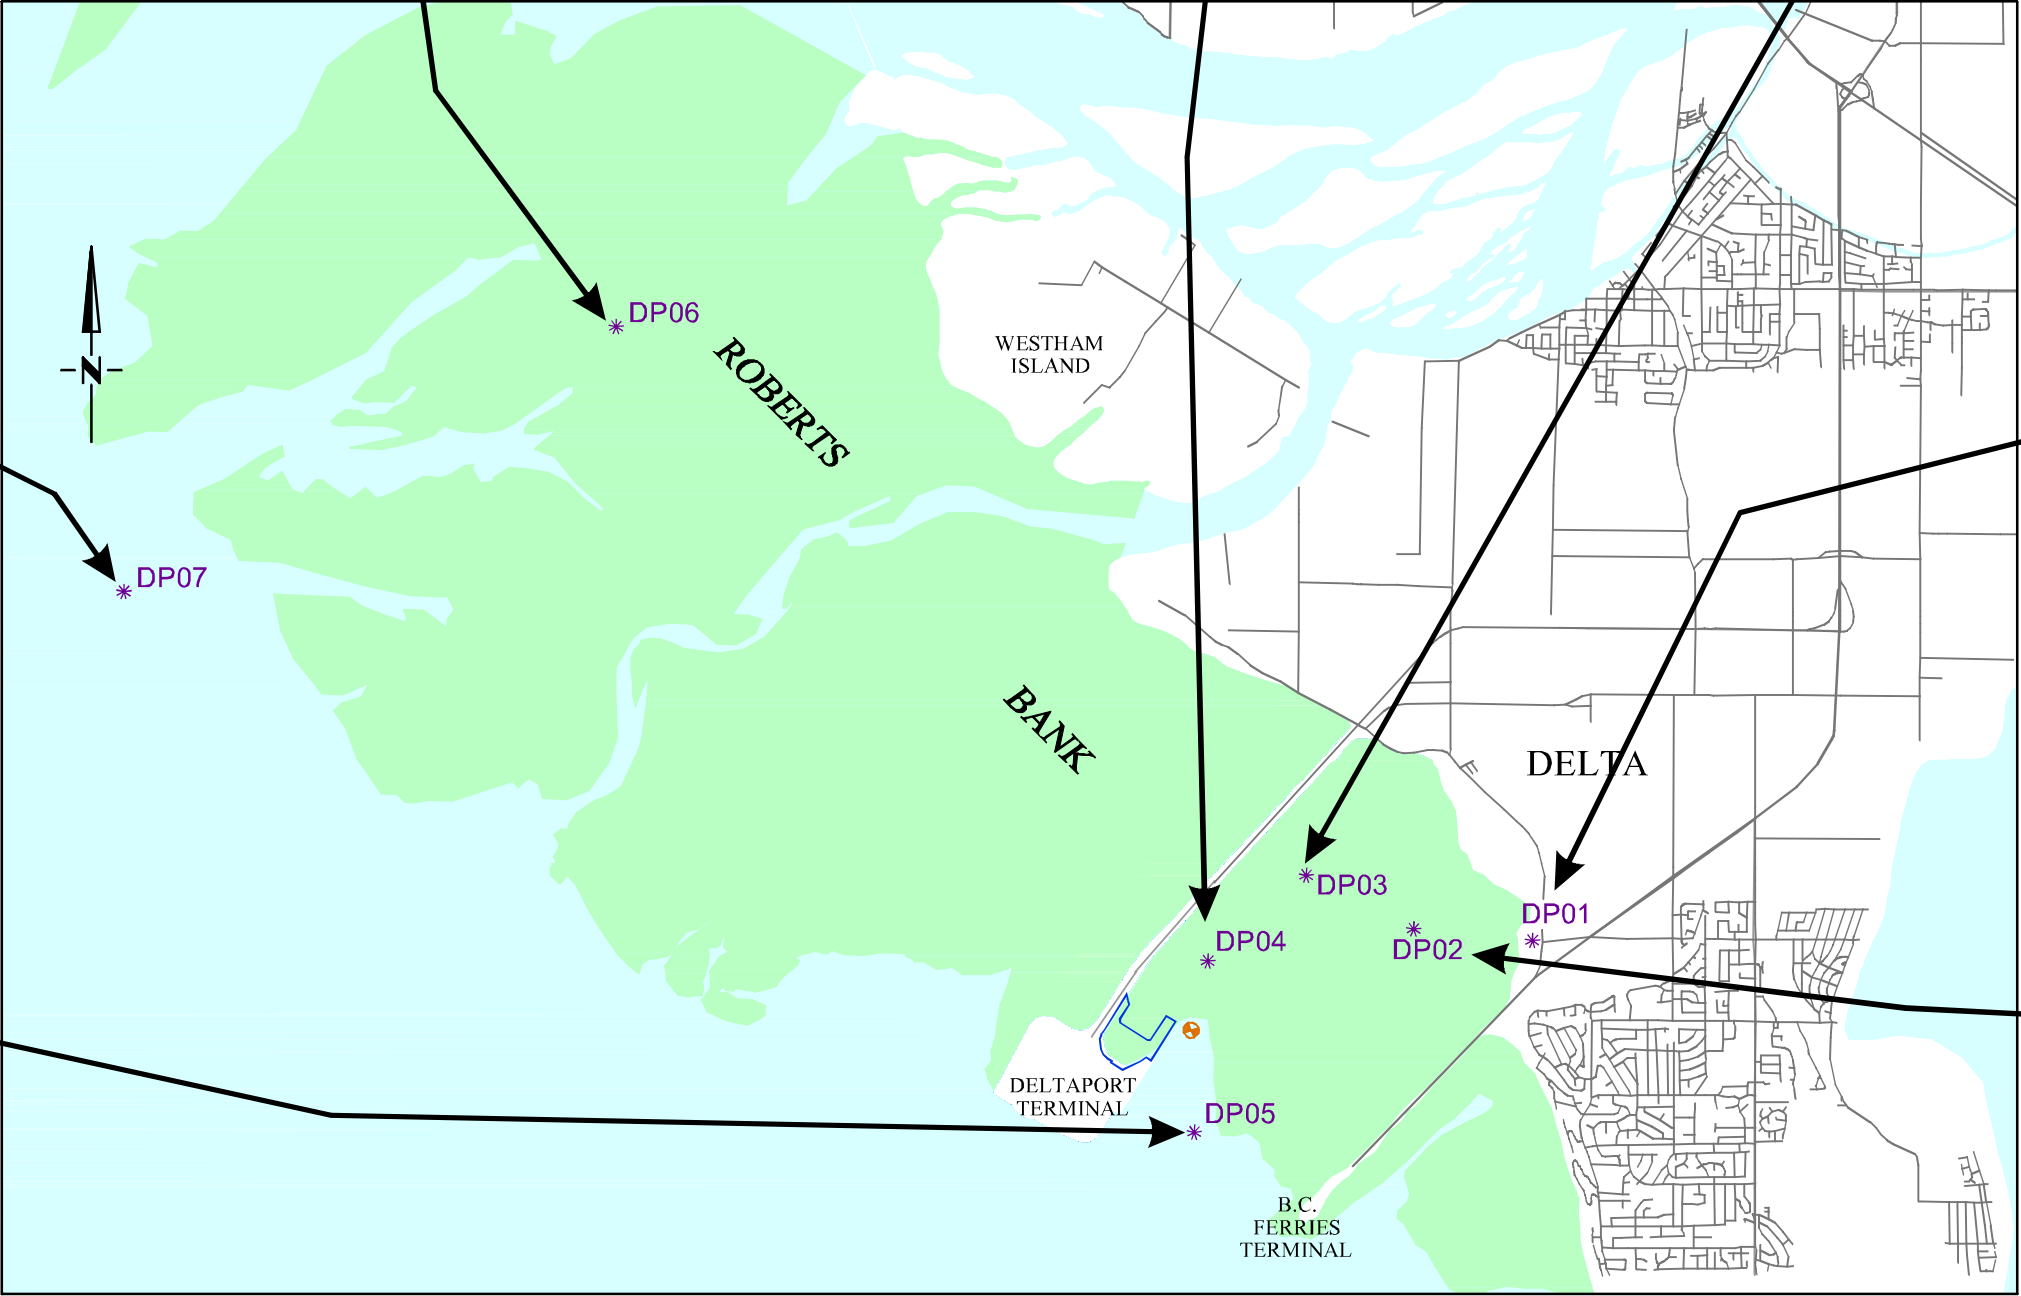 DP06
ROBERTS
WESTHAM
ISLAND
N
DP07
BANK
DELTA
DP03
DP01
DP04
DP02
DELTAPORT
TERMINAL
DP05
B.C.
FERRIES
TERMINAL